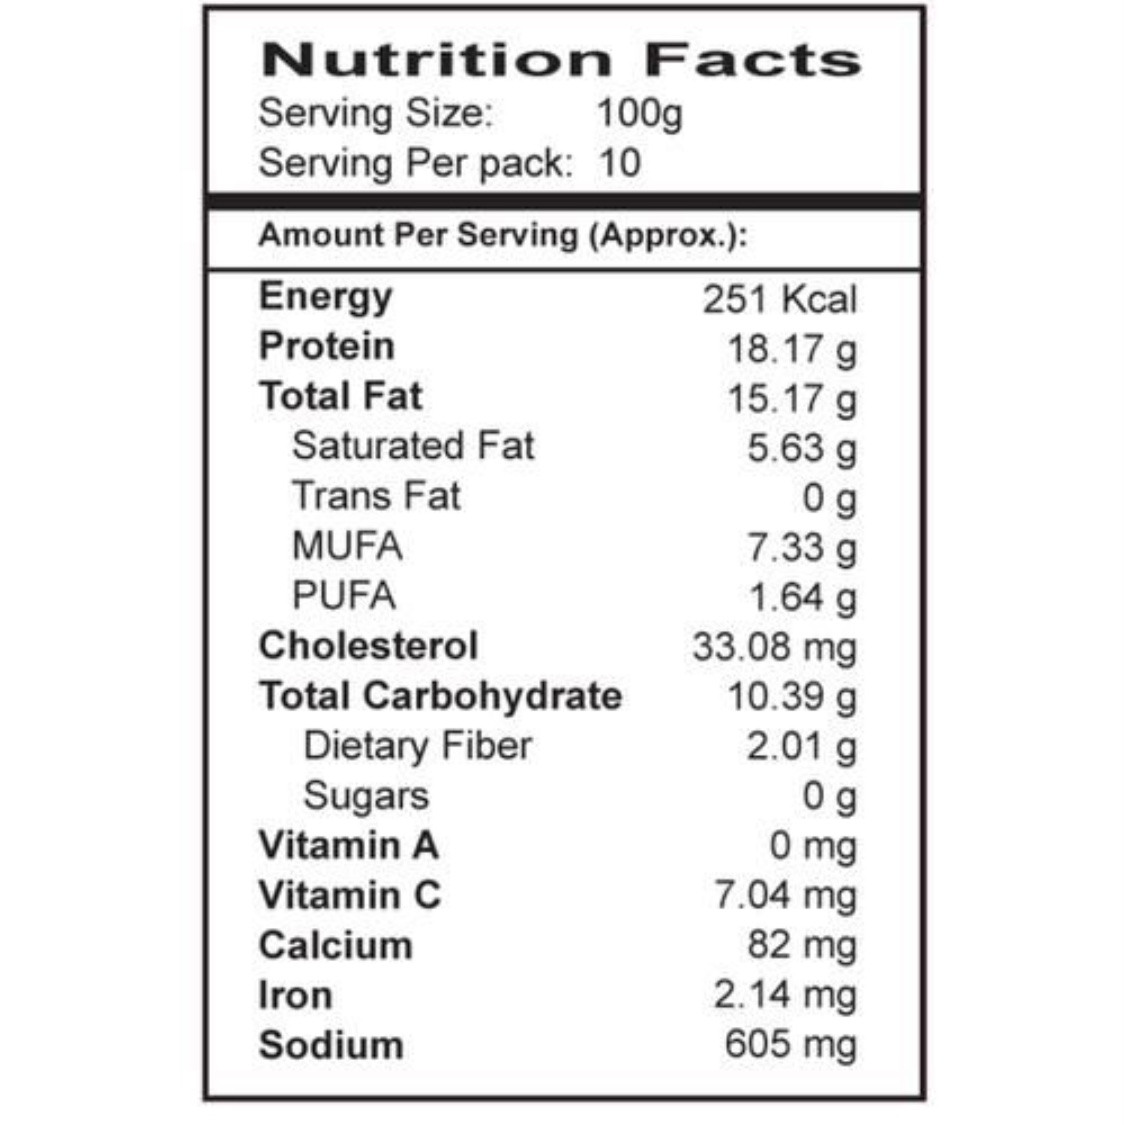 Nutrition Facts
Serving Size: 100g
Serving Per pack: 10
Amount Per Serving (Approx.):
Energy 251 Kcal
Protein 18.17 g
Total Fat 15.17 g
Saturated Fat 5.63 g
Trans Fat 0 g
MUFA 7.33 g
PUFA 1.64 g
Cholesterol 33.08 mg
Total Carbohydrate 10.39 g
Dietary Fiber 2.01 g
Sugars 0 g
Vitamin A 0 mg
Vitamin C 7.04 mg
Calcium 82 mg
Iron 2.14 mg
Sodium 605 mg